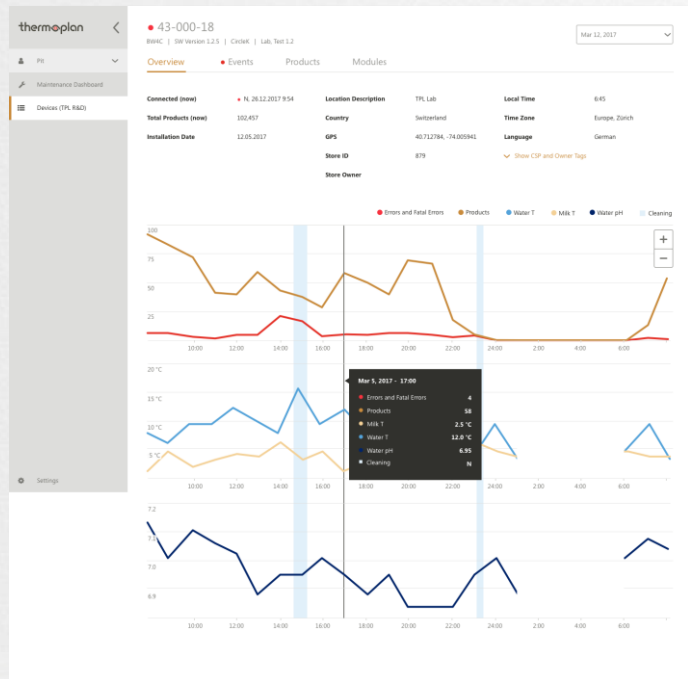 thermoplan
43-000-18
BW4C | SW Version 1.2.5 | CircleK | Lab, Test 1.2
Mar 12, 2017
Pit
Maintenance Dashboard
Devices (TPL R&D)
Settings
Overview Events Products Modules
Connected (now) N, 26.12.2017 9:54 Location Description TPL Lab Local Time 6:45
Total Products (now) 102,457 Country Switzerland Time Zone Europe, Zürich
Installation Date 12.05.2017 GPS 40.712784, -74.005941 Language German
Store ID 879 Show CSP and Owner Tags
Store Owner
Errors and Fatal Errors Products Water T Milk T Water pH Cleaning
100
75
50
25
+
−
10:00 12:00 14:00 16:00 18:00 20:00 22:00 24:00 2:00 4:00 6:00
20 °C
15 °C
10 °C
5 °C
Mar 5, 2017 - 17:00
Errors and Fatal Errors 4
Products 58
Milk T 2.5 °C
Water T 12.0 °C
Water pH 6.95
Cleaning N
10:00 12:00 14:00 16:00 18:00 20:00 22:00 24:00 2:00 4:00 6:00
7.2
7.1
7.0
6.9
10:00 12:00 14:00 16:00 18:00 20:00 22:00 24:00 2:00 4:00 6:00